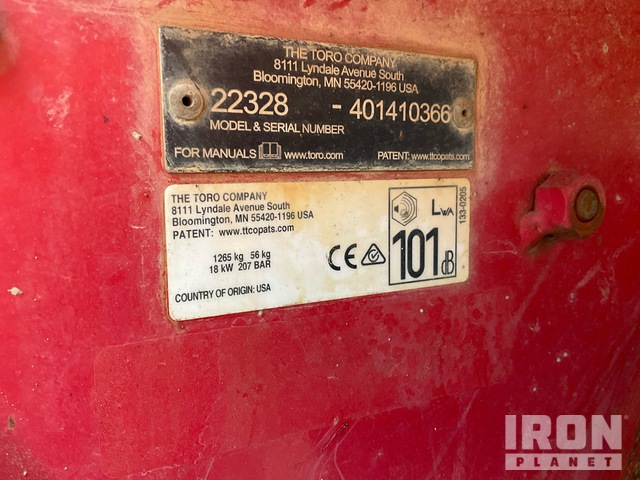 THE TORO COMPANY
8111 Lyndale Avenue South
Bloomington, MN 55420-1196 USA
22328 - 401410366
MODEL & SERIAL NUMBER
FOR MANUALS www.toro.com PATENT: www.ttcopats.com
THE TORO COMPANY
8111 Lyndale Avenue South
Bloomington, MN 55420-1196 USA
PATENT: www.ttcopats.com
1265 kg 56 kg
18 kW 207 BAR
COUNTRY OF ORIGIN: USA
CE
LWA
101 dB
133-0205
IRON
PLANET